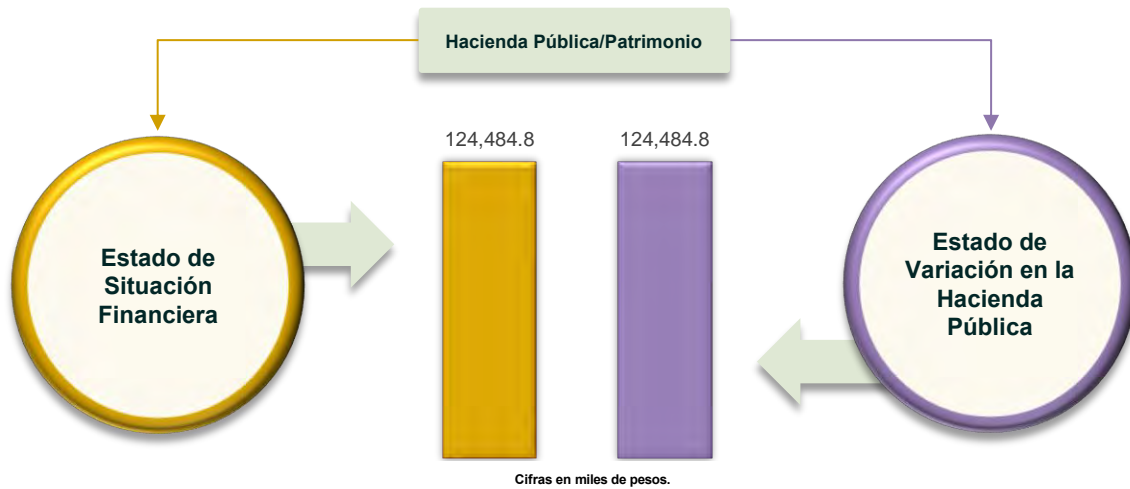 Hacienda Pública/Patrimonio
124,484.8
124,484.8
Estado de
Situación
Financiera
Estado de
Variación en la
Hacienda
Pública
Cifras en miles de pesos.